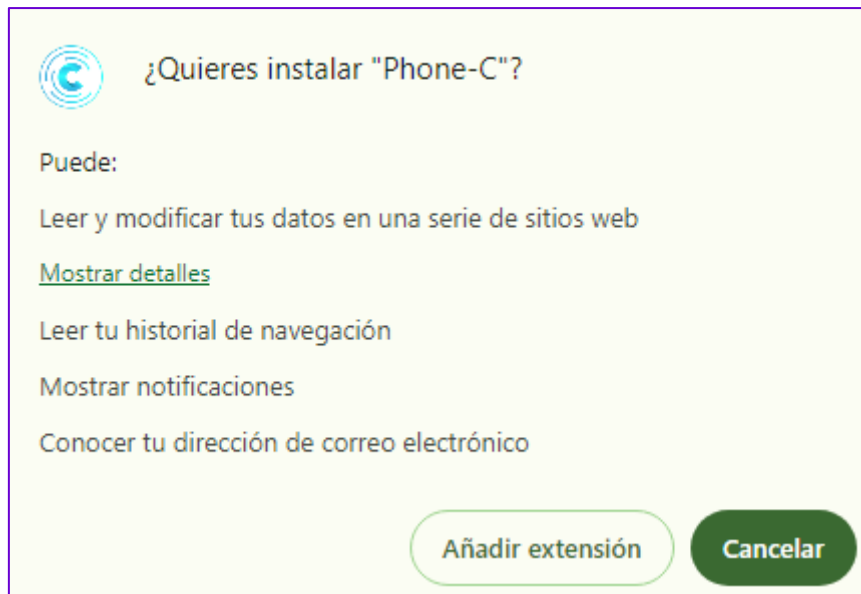 ¿Quieres instalar "Phone-C"?
Puede:
Leer y modificar tus datos en una serie de sitios web
Mostrar detalles
Leer tu historial de navegación
Mostrar notificaciones
Conocer tu dirección de correo electrónico
Añadir extensión
Cancelar